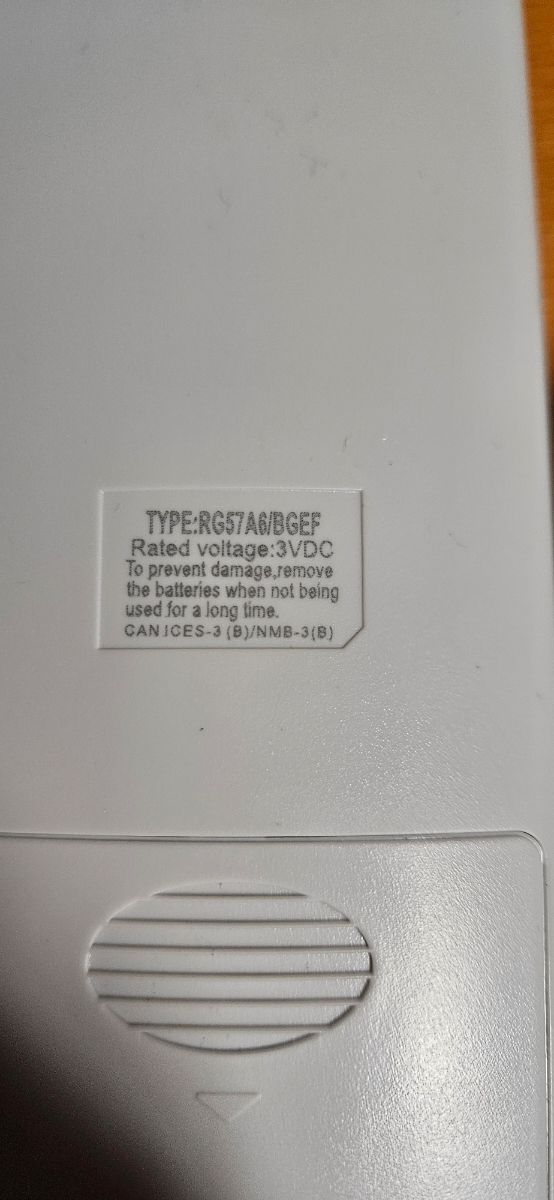 TYPE:RG57A6/BGEF
Rated voltage:3VDC
To prevent damage,remove
the batteries when not being
used for a long time.
CAN ICES-3 (B)/NMB-3(B)